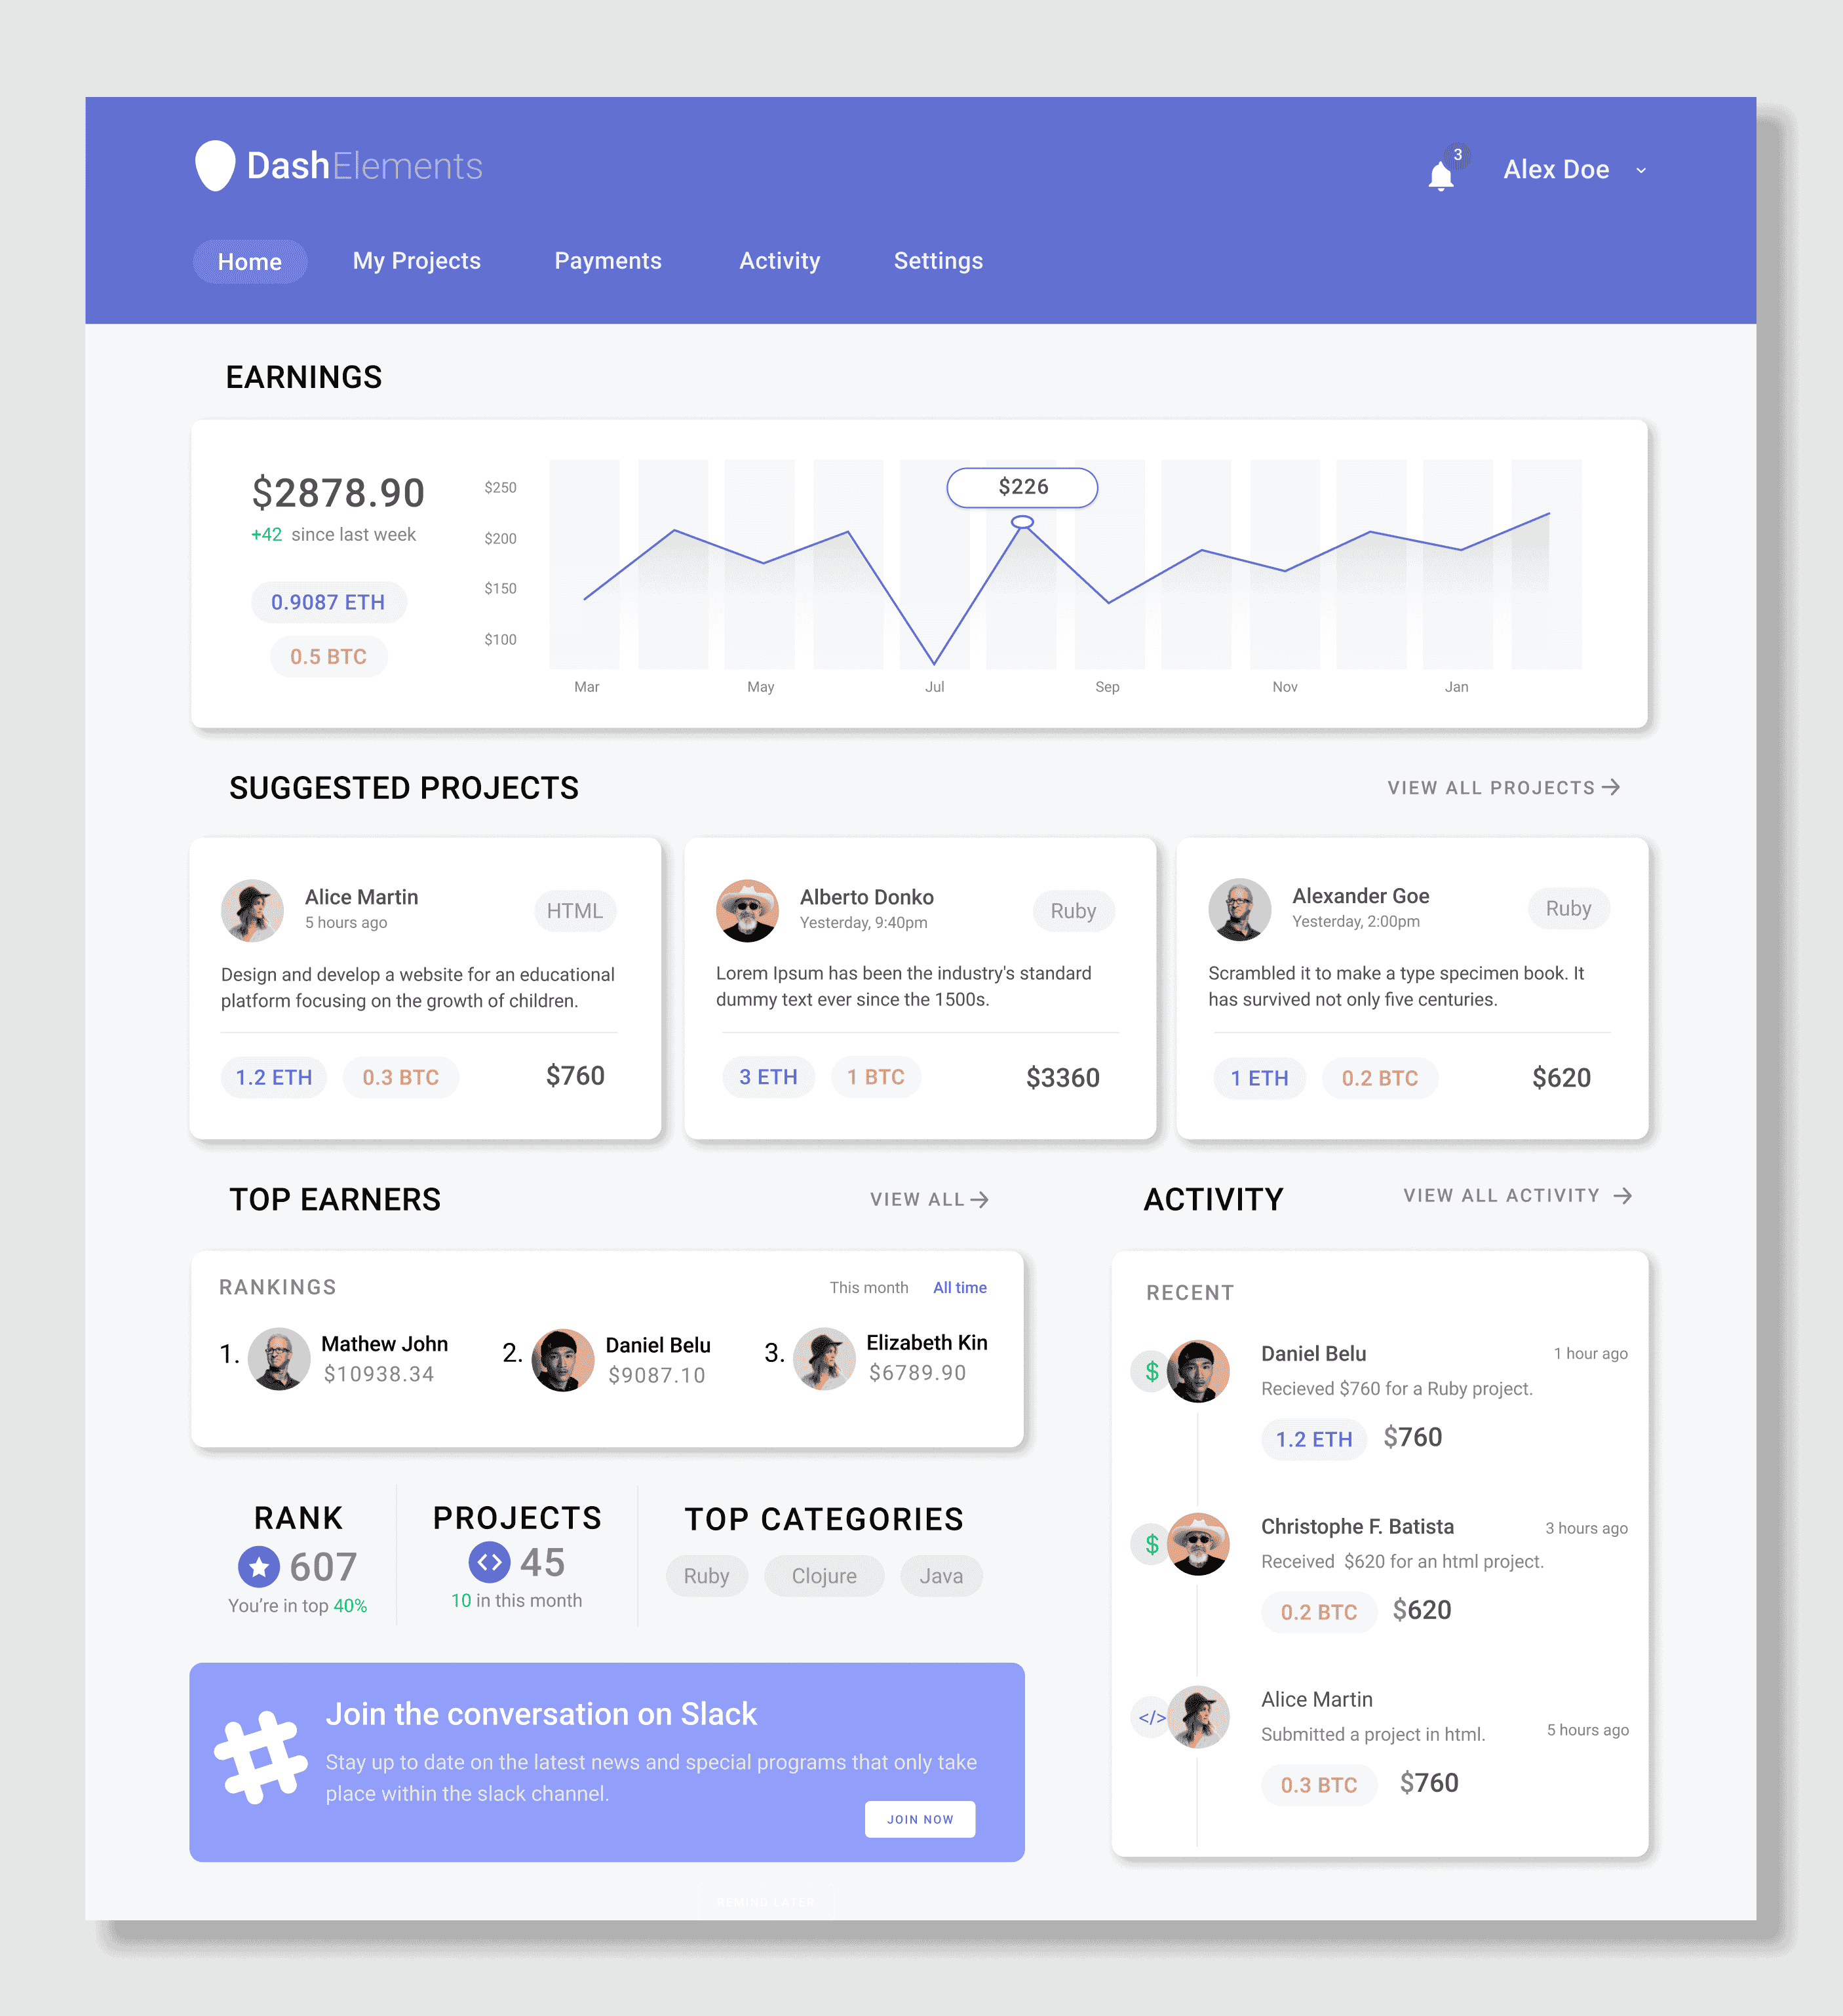 DashElements
3
Alex Doe
Home My Projects Payments Activity Settings
EARNINGS
$2878.90
+42 since last week
0.9087 ETH
0.5 BTC
$250
$200
$150
$100
$226
Mar May Jul Sep Nov Jan
SUGGESTED PROJECTS
VIEW ALL PROJECTS
Alice Martin
5 hours ago
HTML
Design and develop a website for an educational
platform focusing on the growth of children.
1.2 ETH 0.3 BTC $760
Alberto Donko
Yesterday, 9:40pm
Ruby
Lorem Ipsum has been the industry's standard
dummy text ever since the 1500s.
3 ETH 1 BTC $3360
Alexander Goe
Yesterday, 2:00pm
Ruby
Scrambled it to make a type specimen book. It
has survived not only five centuries.
1 ETH 0.2 BTC $620
TOP EARNERS
VIEW ALL
RANKINGS
This month All time
1. Mathew John
$10938.34
2. Daniel Belu
$9087.10
3. Elizabeth Kin
$6789.90
RANK
607
You're in top 40%
PROJECTS
45
10 in this month
TOP CATEGORIES
Ruby Clojure Java
Join the conversation on Slack
Stay up to date on the latest news and special programs that only take
place within the slack channel.
JOIN NOW
REMIND LATER
ACTIVITY
VIEW ALL ACTIVITY
RECENT
$
Daniel Belu
1 hour ago
Recieved $760 for a Ruby project.
1.2 ETH $760
$
Christophe F. Batista
3 hours ago
Received $620 for an html project.
0.2 BTC $620
</>
Alice Martin
Submitted a project in html.
5 hours ago
0.3 BTC $760